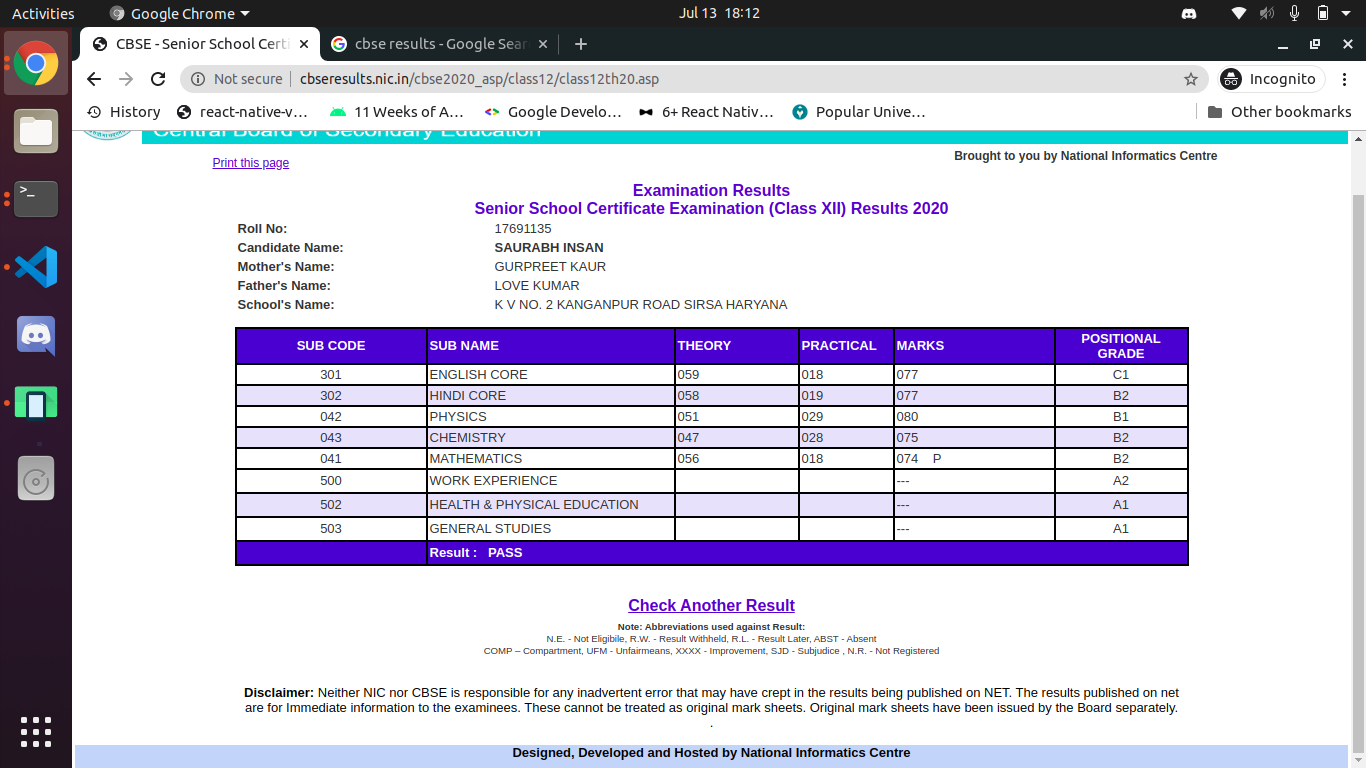 Activities Google Chrome Jul 13 18:12
CBSE - Senior School Certi cbse results - Google Sear
Not secure cbseresults.nic.in/cbse2020_asp/class12/class12th20.asp Incognito
History react-native-v... 11 Weeks of A... Google Develo... 6+ React Nativ... Popular Unive... Other bookmarks
Central Board of Secondary Education
Print this page Brought to you by National Informatics Centre
Examination Results
Senior School Certificate Examination (Class XII) Results 2020
Roll No: 17691135
Candidate Name: SAURABH INSAN
Mother's Name: GURPREET KAUR
Father's Name: LOVE KUMAR
School's Name: K V NO. 2 KANGANPUR ROAD SIRSA HARYANA
SUB CODE SUB NAME THEORY PRACTICAL MARKS POSITIONAL GRADE
301 ENGLISH CORE 059 018 077 C1
302 HINDI CORE 058 019 077 B2
042 PHYSICS 051 029 080 B1
043 CHEMISTRY 047 028 075 B2
041 MATHEMATICS 056 018 074 P B2
500 WORK EXPERIENCE --- A2
502 HEALTH & PHYSICAL EDUCATION --- A1
503 GENERAL STUDIES --- A1
Result : PASS
Check Another Result
Note: Abbreviations used against Result:
N.E. - Not Eligibile, R.W. - Result Withheld, R.L. - Result Later, ABST - Absent
COMP – Compartment, UFM - Unfairmeans, XXXX - Improvement, SJD - Subjudice , N.R. - Not Registered
Disclaimer: Neither NIC nor CBSE is responsible for any inadvertent error that may have crept in the results being published on NET. The results published on net
are for Immediate information to the examinees. These cannot be treated as original mark sheets. Original mark sheets have been issued by the Board separately.
.
Designed, Developed and Hosted by National Informatics Centre